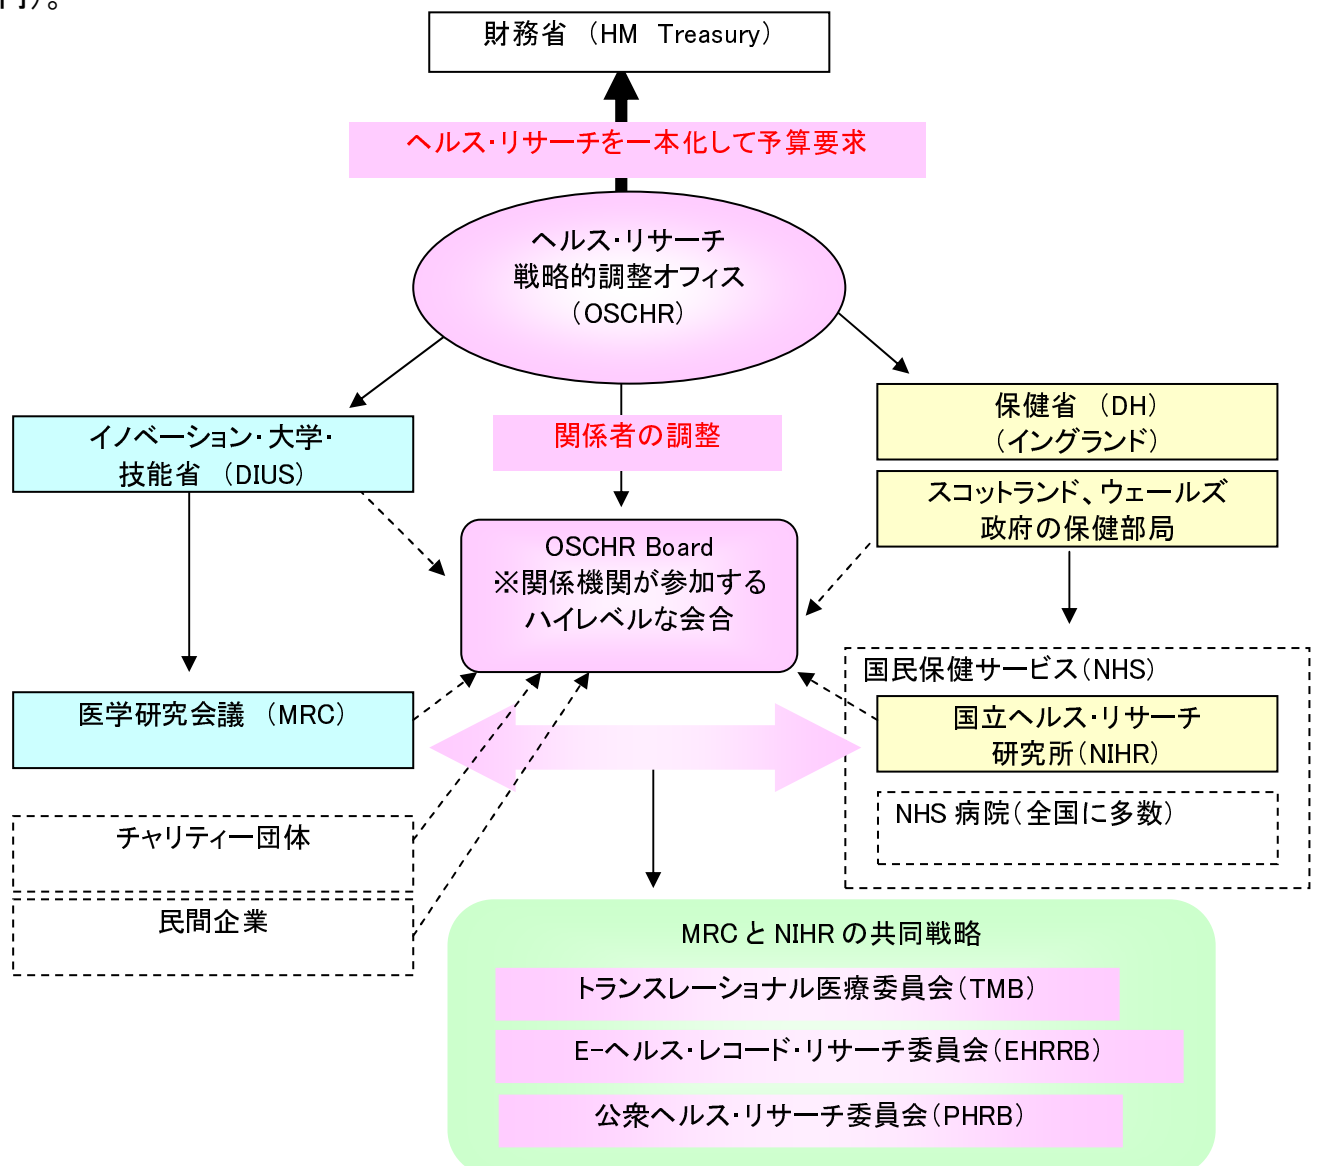 円)。
財務省 （HM Treasury）
ヘルス・リサーチを一本化して予算要求
ヘルス・リサーチ
戦略的調整オフィス
（OSCHR）
イノベーション・大学・
技能省 （DIUS）
関係者の調整
保健省 （DH）
（イングランド）
スコットランド、ウェールズ
政府の保健部局
OSCHR Board
※関係機関が参加する
ハイレベルな会合
国民保健サービス（NHS）
医学研究会議 （MRC）
国立ヘルス・リサーチ
研究所（NIHR）
NHS 病院（全国に多数）
チャリティー団体
民間企業
MRC と NIHR の共同戦略
トランスレーショナル医療委員会（TMB）
E-ヘルス・レコード・リサーチ委員会（EHRRB）
公衆ヘルス・リサーチ委員会（PHRB）